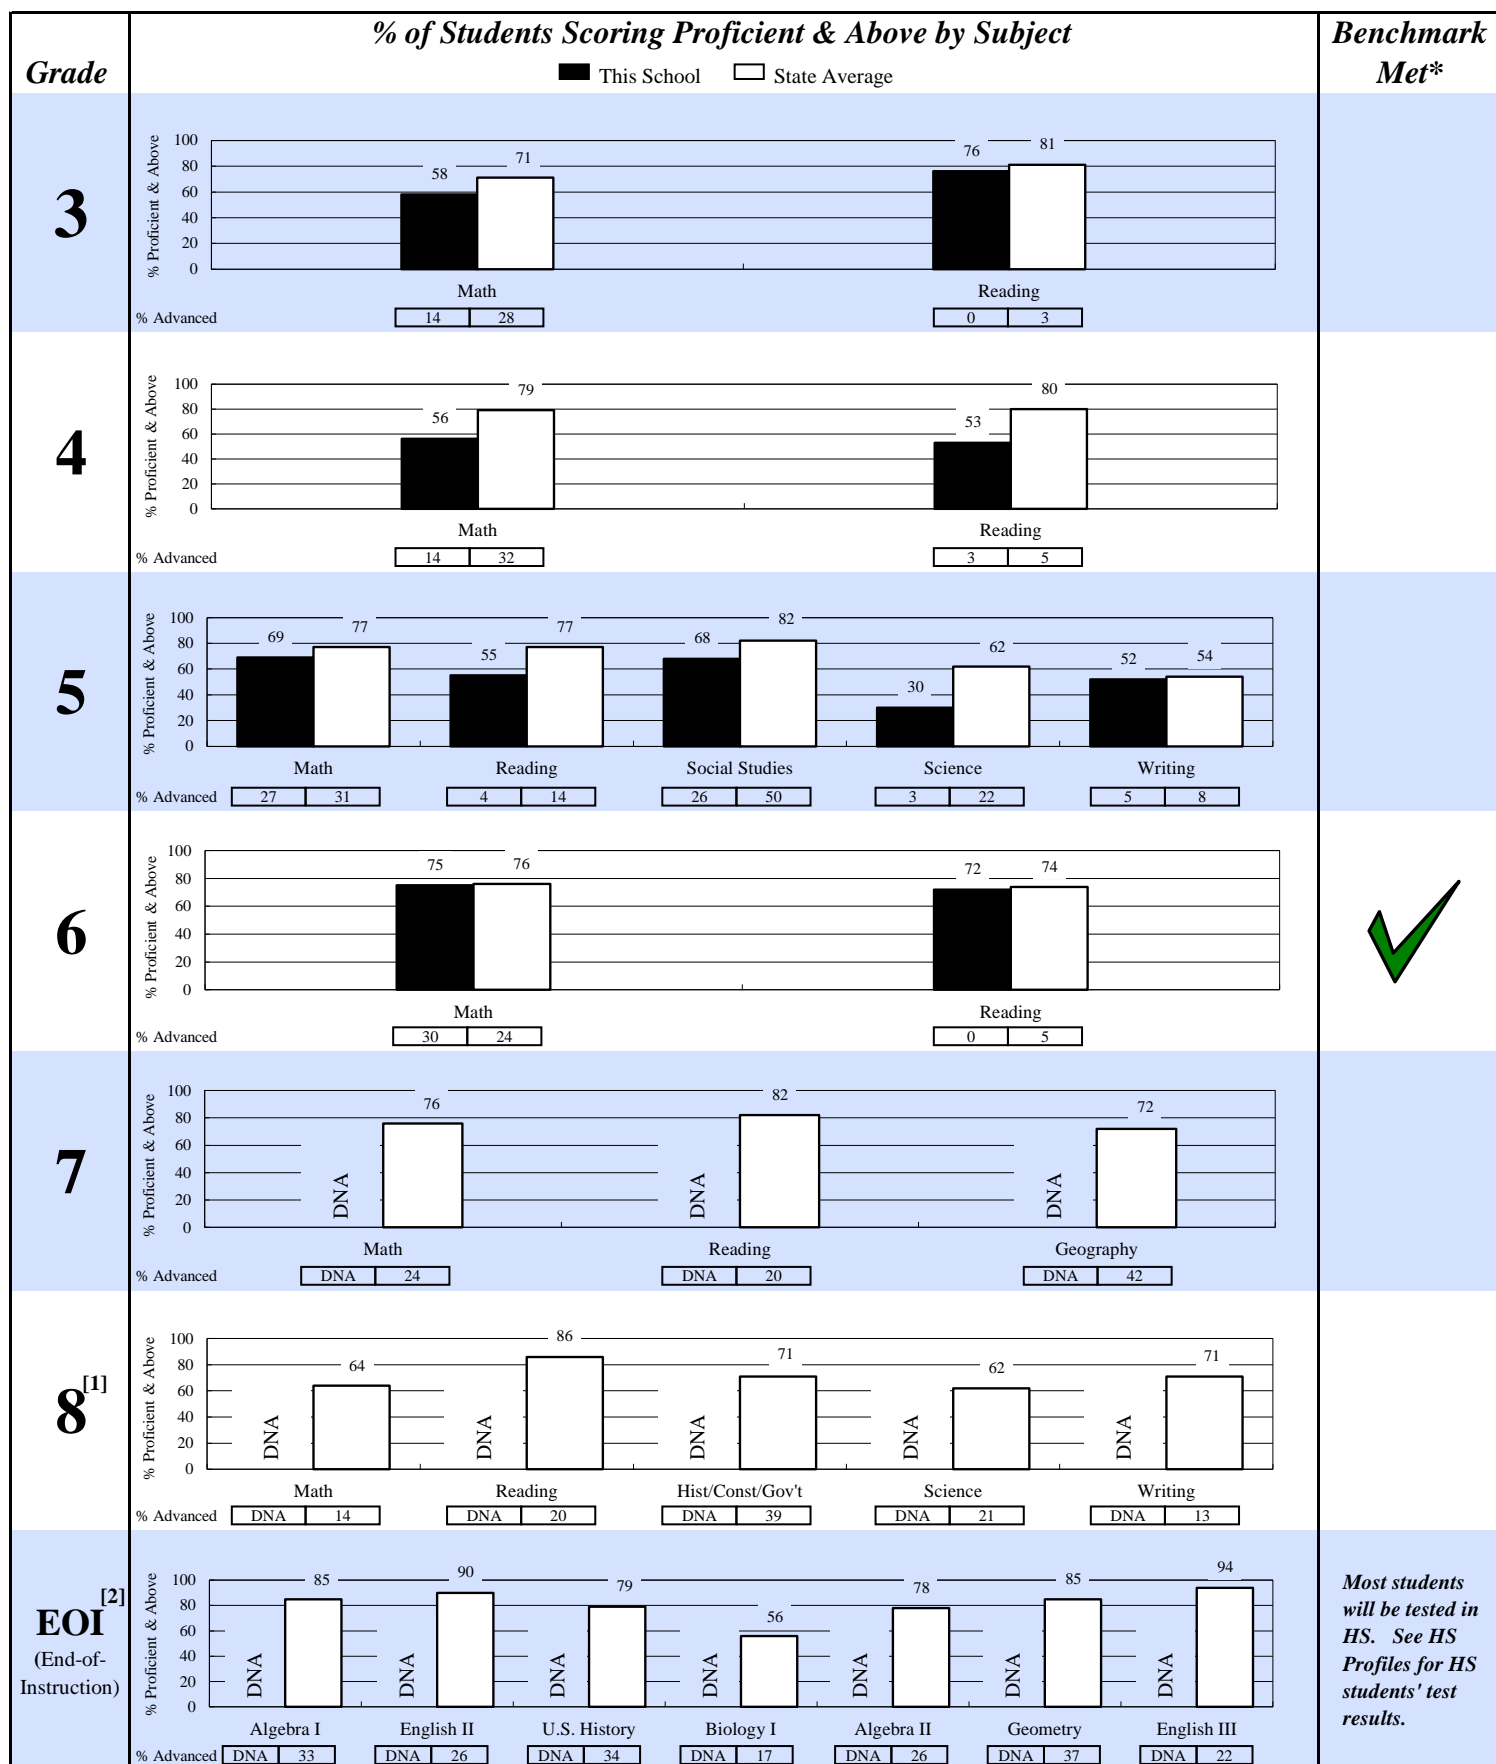 % of Students Scoring Proficient & Above by Subject
Benchmark
Met*
Grade
This School State Average
3
% Proficient & Above
100
80
60
40
20
0
58 71 76 81
Math Reading
% Advanced 14 28 0 3
4
% Proficient & Above
100
80
60
40
20
0
56 79 53 80
Math Reading
% Advanced 14 32 3 5
5
% Proficient & Above
100
80
60
40
20
0
69 77 55 77 68 82 30 62 52 54
Math Reading Social Studies Science Writing
% Advanced 27 31 4 14 26 50 3 22 5 8
6
% Proficient & Above
100
80
60
40
20
0
75 76 72 74
Math Reading
% Advanced 30 24 0 5
7
% Proficient & Above
100
80
60
40
20
0
DNA 76 DNA 82 DNA 72
Math Reading Geography
% Advanced DNA 24 DNA 20 DNA 42
8[1]
% Proficient & Above
100
80
60
40
20
0
DNA 64 DNA 86 DNA 71 DNA 62 DNA 71
Math Reading Hist/Const/Gov't Science Writing
% Advanced DNA 14 DNA 20 DNA 39 DNA 21 DNA 13
EOI[2]
(End-of-
Instruction)
% Proficient & Above
100
80
60
40
20
0
DNA 85 DNA 90 DNA 79 DNA 56 DNA 78 DNA 85 DNA 94
Algebra I English II U.S. History Biology I Algebra II Geometry English III
% Advanced DNA 33 DNA 26 DNA 34 DNA 17 DNA 26 DNA 37 DNA 22
Most students
will be tested in
HS. See HS
Profiles for HS
students' test
results.